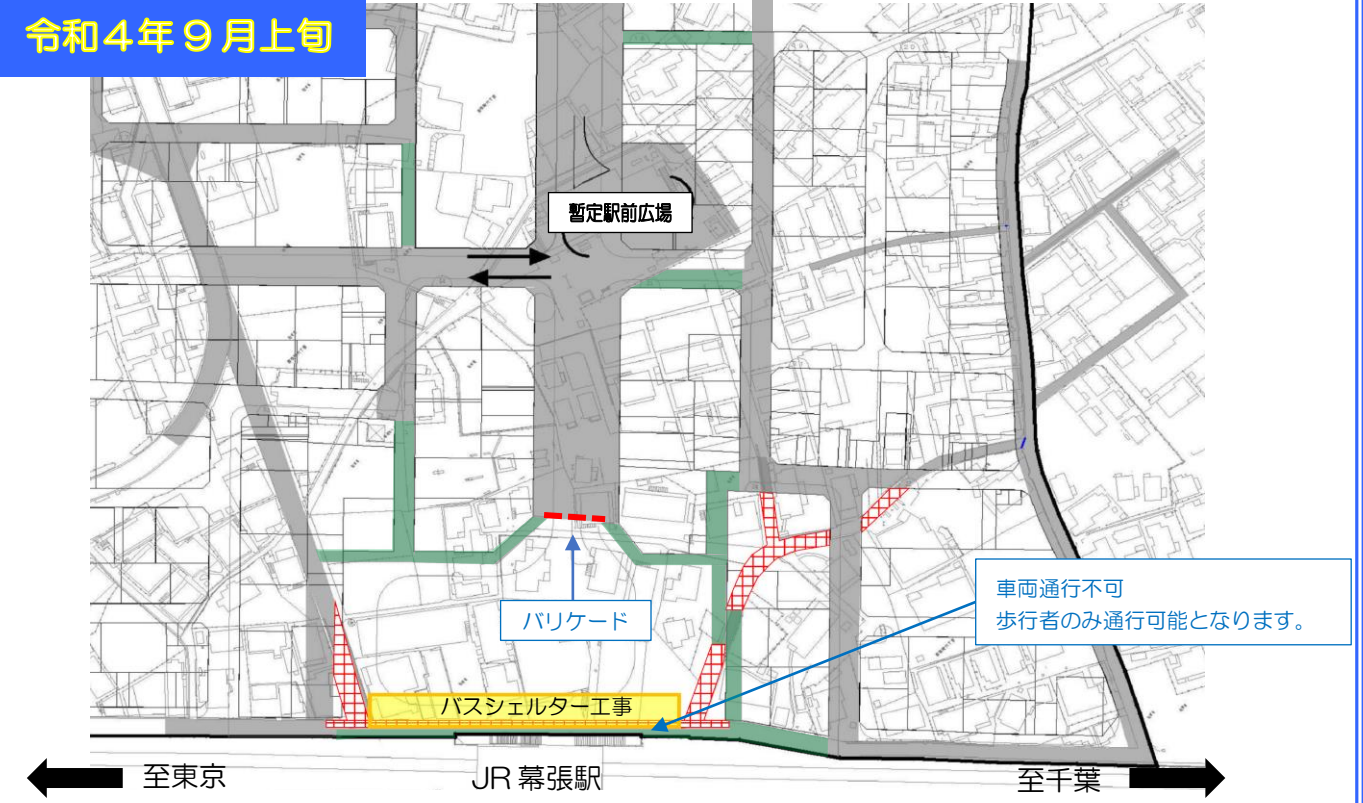 令和４年９月上旬
暫定駅前広場
バリケード
車両通行不可
歩行者のみ通行可能となります。
バスシェルター工事
至東京
JR 幕張駅
至千葉